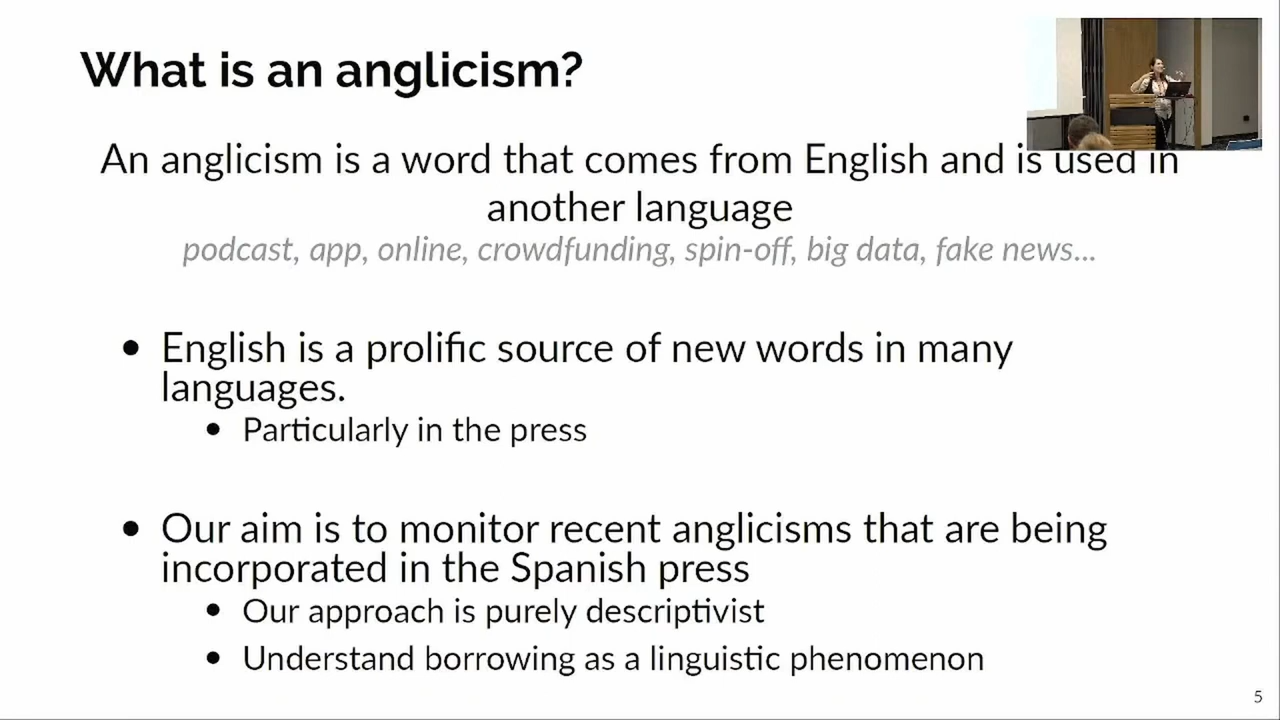 What is an anglicism?
An anglicism is a word that comes from English and is used in
another language
podcast, app, online, crowdfunding, spin-off, big data, fake news...
• English is a prolific source of new words in many
languages.
• Particularly in the press
• Our aim is to monitor recent anglicisms that are being
incorporated in the Spanish press
• Our approach is purely descriptivist
• Understand borrowing as a linguistic phenomenon
5